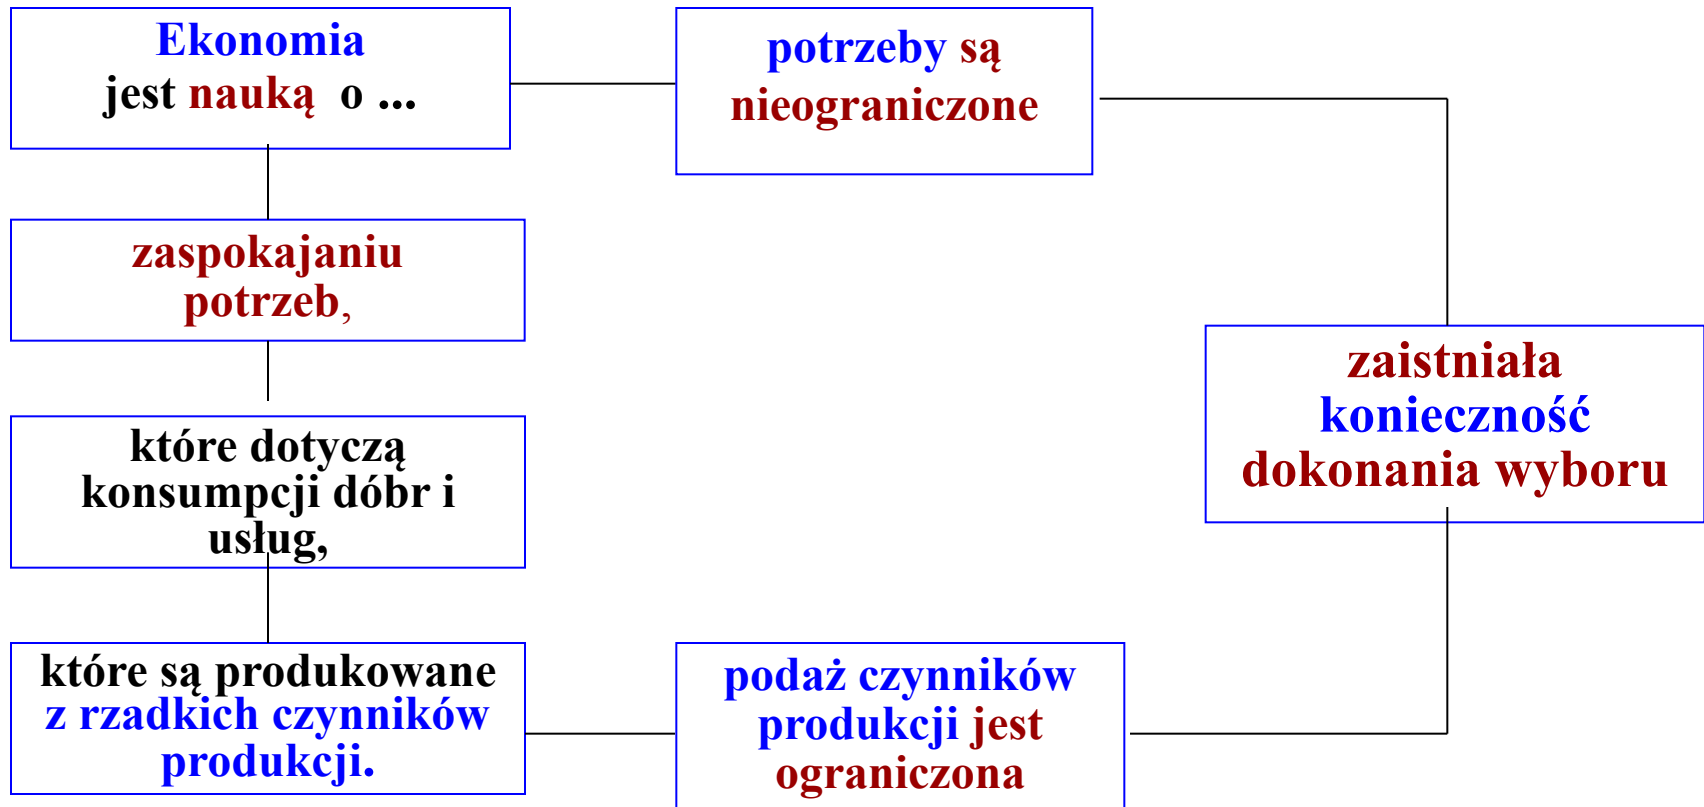 Ekonomia
jest nauką o ...
potrzeby są
nieograniczone
zaspokajaniu
potrzeb,
które dotyczą
konsumpcji dóbr i
usług,
zaistniała
konieczność
dokonania wyboru
które są produkowane
z rzadkich czynników
produkcji.
podaż czynników
produkcji jest
ograniczona